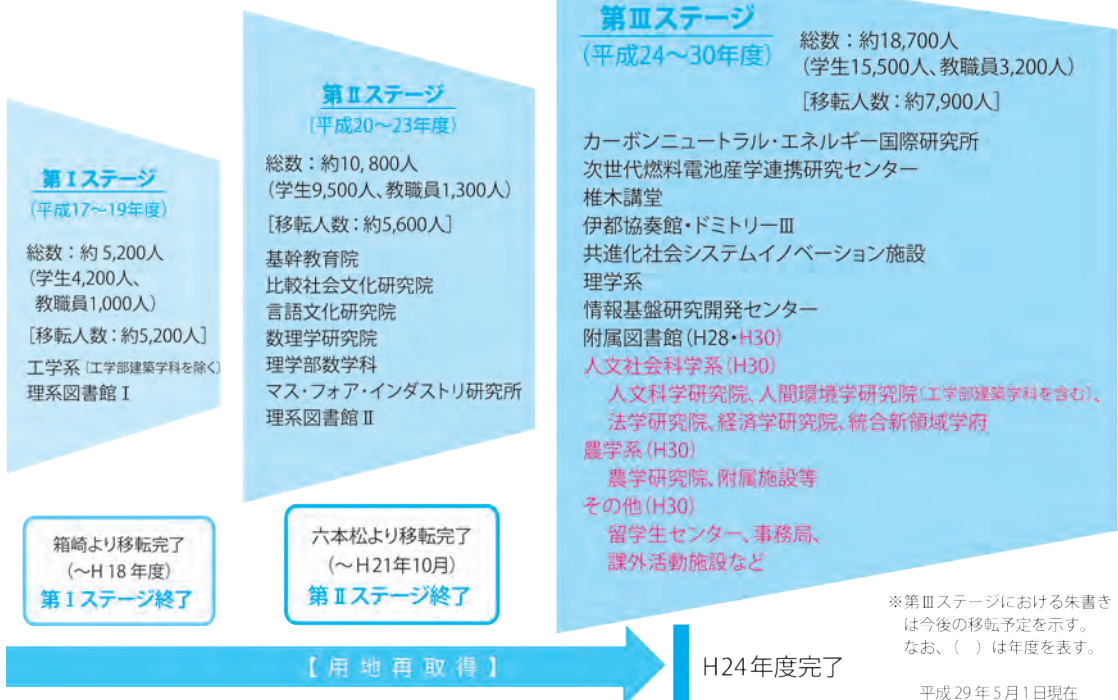 第Ⅰステージ
(平成17～19年度)
総数：約 5,200人
(学生4,200人、
教職員1,000人)
[移転人数：約5,200人]
工学系 (工学部建築学科を除く)
理系図書館Ⅰ
箱崎より移転完了
(～H 18 年度)
第Ⅰステージ終了
第Ⅱステージ
(平成20～23年度)
総数：約10, 800人
(学生9,500人、教職員1,300人)
[移転人数：約5,600人]
基幹教育院
比較社会文化研究院
言語文化研究院
数理学研究院
理学部数学科
マス・フォア・インダストリ研究所
理系図書館Ⅱ
六本松より移転完了
(～H21年10月)
第Ⅱステージ終了
第Ⅲステージ
(平成24～30年度)
総数：約18,700人
(学生15,500人、教職員3,200人)
[移転人数：約7,900人]
カーボンニュートラル・エネルギー国際研究所
次世代燃料電池産学連携研究センター
椎木講堂
伊都協奏館・ドミトリーⅢ
共進化社会システムイノベーション施設
理学系
情報基盤研究開発センター
附属図書館(H28・H30)
人文社会科学系(H30)
人文科学研究院、人間環境学研究院(工学部建築学科を含む)、
法学研究院、経済学研究院、統合新領域学府
農学系(H30)
農学研究院、附属施設等
その他(H30)
留学生センター、事務局、
課外活動施設など
【用地再取得】
H24年度完了
※第Ⅲステージにおける朱書き
は今後の移転予定を示す。
なお、（　）は年度を表す。
平成 29 年 5 月 1 日現在